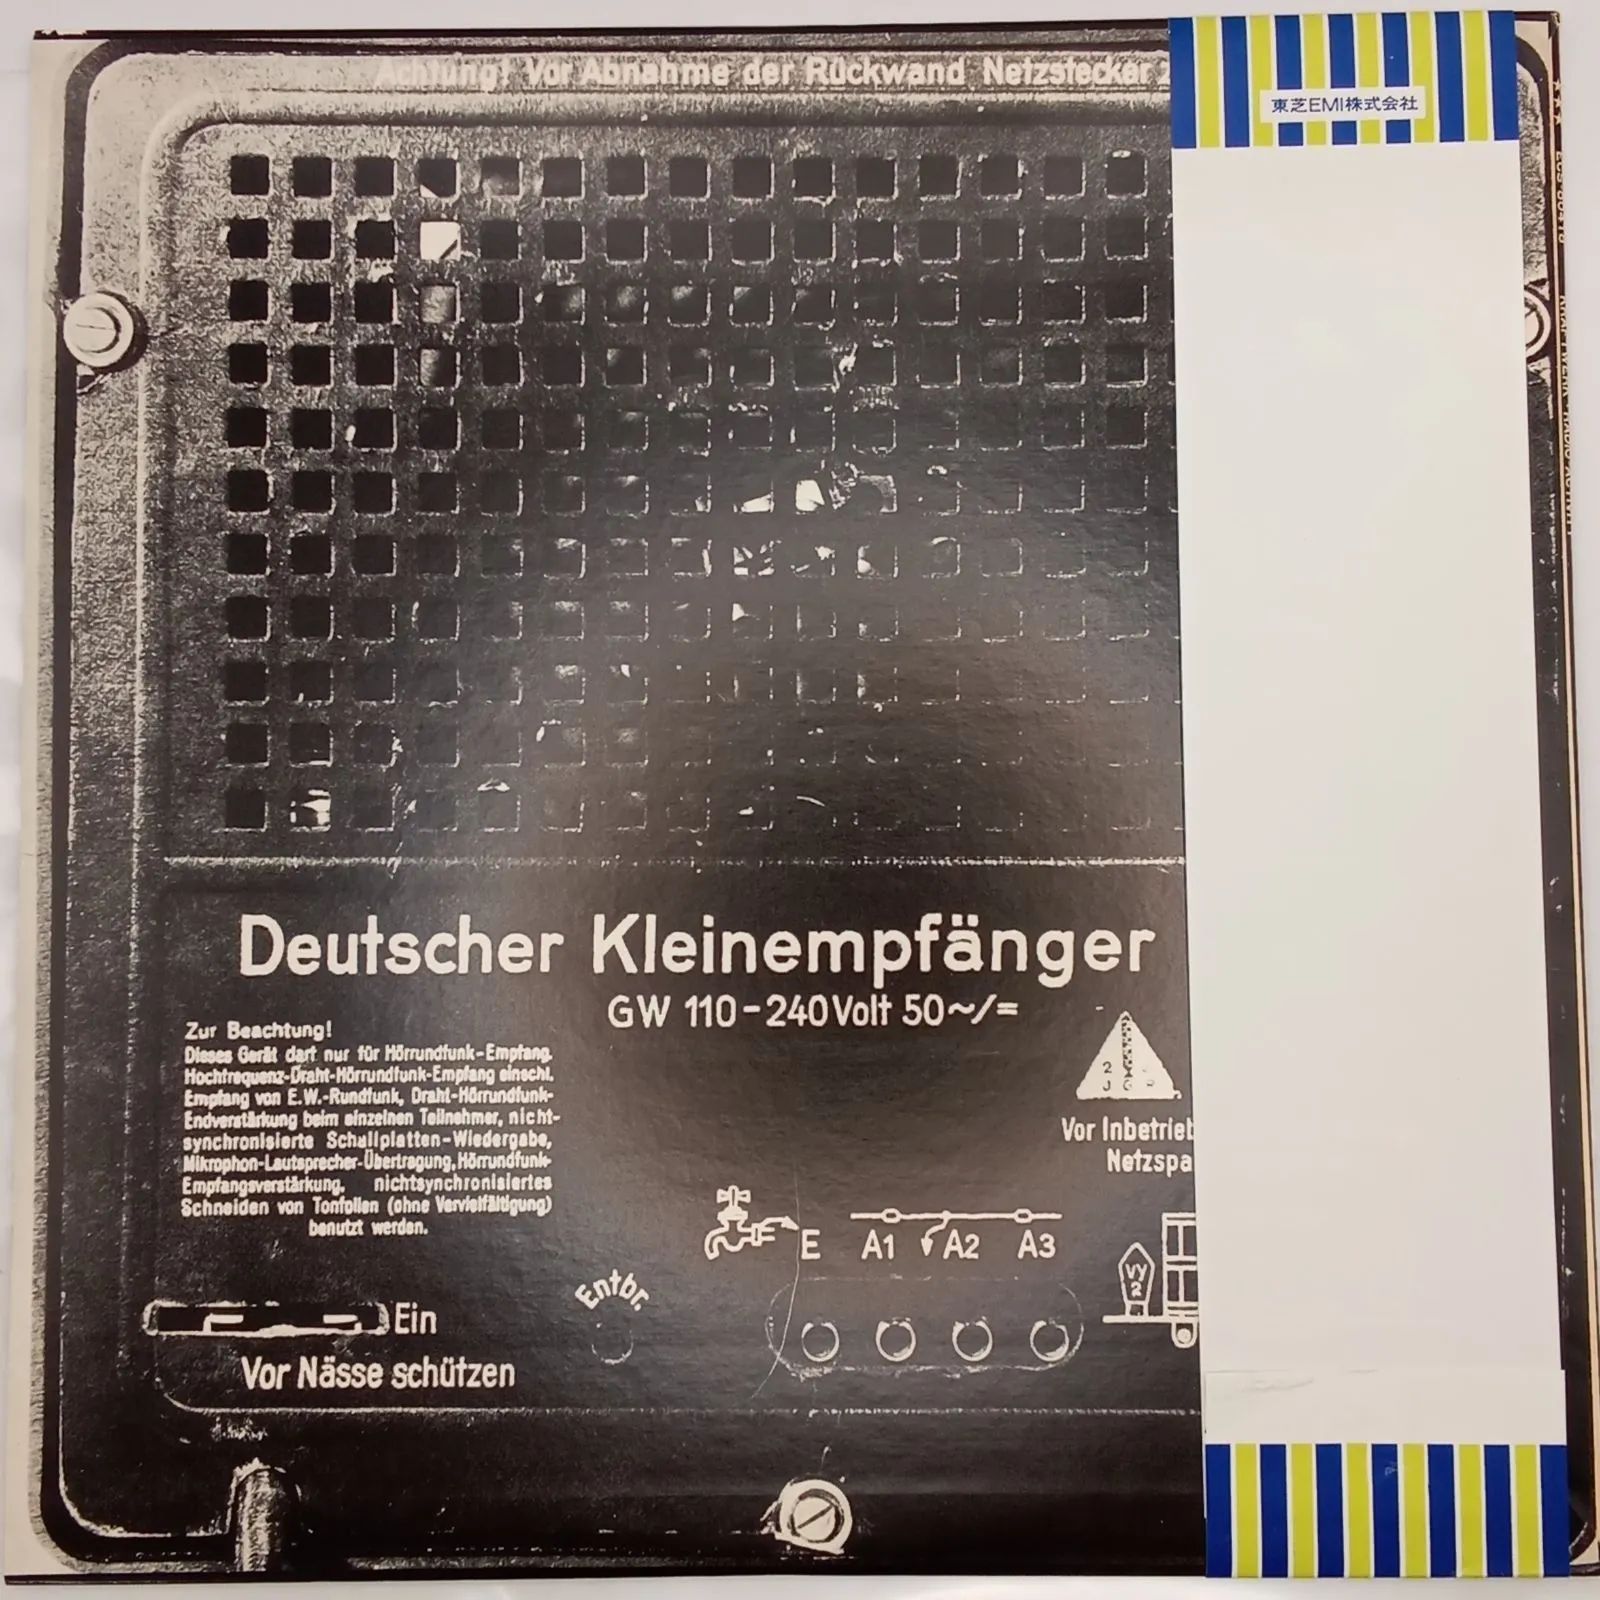 Achtung! Vor Abnahme der Rückwand Netzstecker
東芝EMI株式会社
Deutscher Kleinempfänger
GW 110-240Volt 50~/=
Zur Beachtung!
Dieses Gerät darf nur für Hörrundfunk-Empfang,
Hochfrequenz-Draht-Hörrundfunk-Empfang einschl.
Empfang von E.W.-Rundfunk, Draht-Hörrundfunk-
Endverstärkung beim einzelnen Teilnehmer, nicht-
synchronisierte Schallplatten-Wiedergabe,
Mikrophon-Lautsprecher-Übertragung, Hörrundfunk-
Empfangsverstärkung, nichtsynchronisiertes
Schneiden von Tonfolien (ohne Vervielfältigung)
benutzt werden.
Vor Inbetrieb
Netzspa
E A1 A2 A3
VY
2
Entbr.
Ein
Vor Nässe schützen